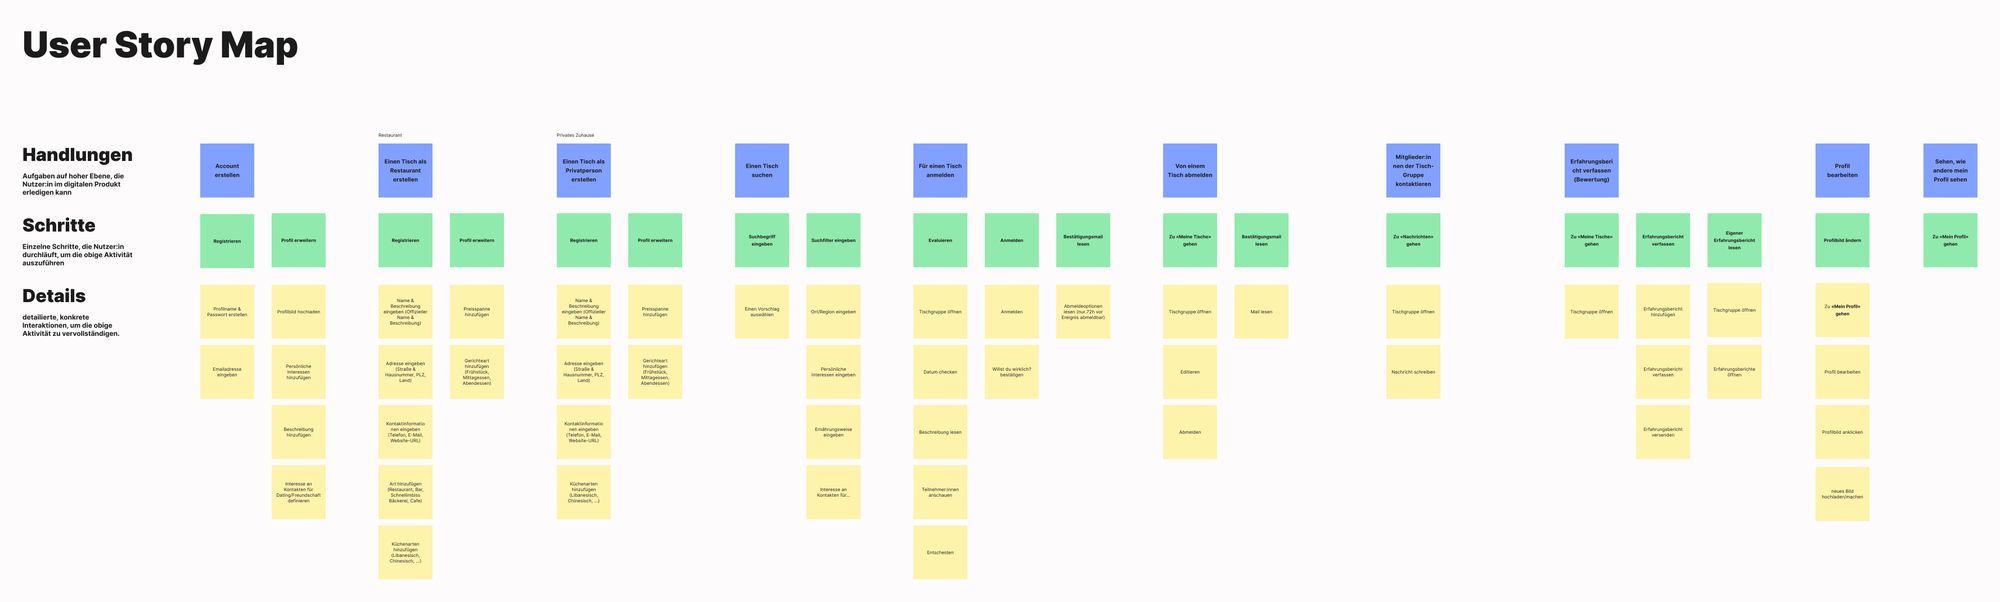 User Story Map
Restaurant
Privates Zuhause
Handlungen
Aufgaben auf hoher Ebene, die
Nutzer:in im digitalen Produkt
erledigen kann
Account
erstellen
Einen Tisch als
Restaurant
erstellen
Einen Tisch als
Privatperson
erstellen
Einen Tisch
suchen
Für einen Tisch
anmelden
Von einem
Tisch abmelden
Mitglieder:in
nen der Tisch-
Gruppe
kontaktieren
Erfahrungsberi
cht verfassen
(Bewertung)
Profil
bearbeiten
Sehen, wie
andere mein
Profil sehen
Schritte
Einzelne Schritte, die Nutzer:in
durchläuft, um die obige Aktivität
auszuführen
Registrieren
Profil erweitern
Registrieren
Profil erweitern
Registrieren
Profil erweitern
Suchbegriff
eingeben
Suchfilter eingeben
Evaluieren
Anmelden
Bestätigungsmail
lesen
Zu «Meine Tische»
gehen
Bestätigungsmail
lesen
Zu «Nachrichten»
gehen
Zu «Meine Tische»
gehen
Erfahrungsbericht
verfassen
Eigener
Erfahrungsbericht
lesen
Profilbild ändern
Zu «Mein Profil»
gehen
Details
detailierte, konkrete
Interaktionen, um die obige
Aktivität zu vervollständigen.
Profilname &
Passwort erstellen
Profilbild hochladen
Name &
Beschreibung
eingeben (Offizieller
Name &
Beschreibung)
Preisspanne
hinzufügen
Name &
Beschreibung
eingeben (Offizieller
Name &
Beschreibung)
Preisspanne
hinzufügen
Einen Vorschlag
auswählen
Ort/Region eingeben
Tischgruppe öffnen
Anmelden
Abmeldeoptionen
lesen (nur 72h vor
Ereignis abmeldbar)
Tischgruppe öffnen
Mail lesen
Tischgruppe öffnen
Tischgruppe öffnen
Erfahrungsbericht
hinzufügen
Tischgruppe öffnen
Zu «Mein Profil»
gehen
Emailadresse
eingeben
Persönliche
Interessen
hinzufügen
Adresse eingeben
(Straße &
Hausnummer, PLZ,
Land)
Gerichteart
hinzufügen
(Frühstück,
Mittagessen,
Abendessen)
Adresse eingeben
(Straße &
Hausnummer, PLZ,
Land)
Gerichteart
hinzufügen
(Frühstück,
Mittagessen,
Abendessen)
Persönliche
Interessen eingeben
Datum checken
Willst du wirklich?
bestätigen
Editieren
Nachricht schreiben
Erfahrungsbericht
verfassen
Erfahrungsberichte
öffnen
Profil bearbeiten
Beschreibung
hinzufügen
Kontaktinformatio
nen eingeben
(Telefon, E-Mail,
Website-URL)
Kontaktinformatio
nen eingeben
(Telefon, E-Mail,
Website-URL)
Ernährungsweise
eingeben
Beschreibung lesen
Abmelden
Erfahrungsbericht
versenden
Profilbild anklicken
Interesse an
Kontakten für
Dating/Freundschaft
definieren
Art hinzufügen
(Restaurant, Bar,
Schnellimbiss
Bäckerei, Cafe)
Küchenarten
hinzufügen
(Libanesisch,
Chinesisch, ...)
Interesse an
Kontakten für...
Teilnehmer:innen
anschauen
neues Bild
hochladen/machen
Küchenarten
hinzufügen
(Libanesisch,
Chinesisch, ...)
Entscheiden